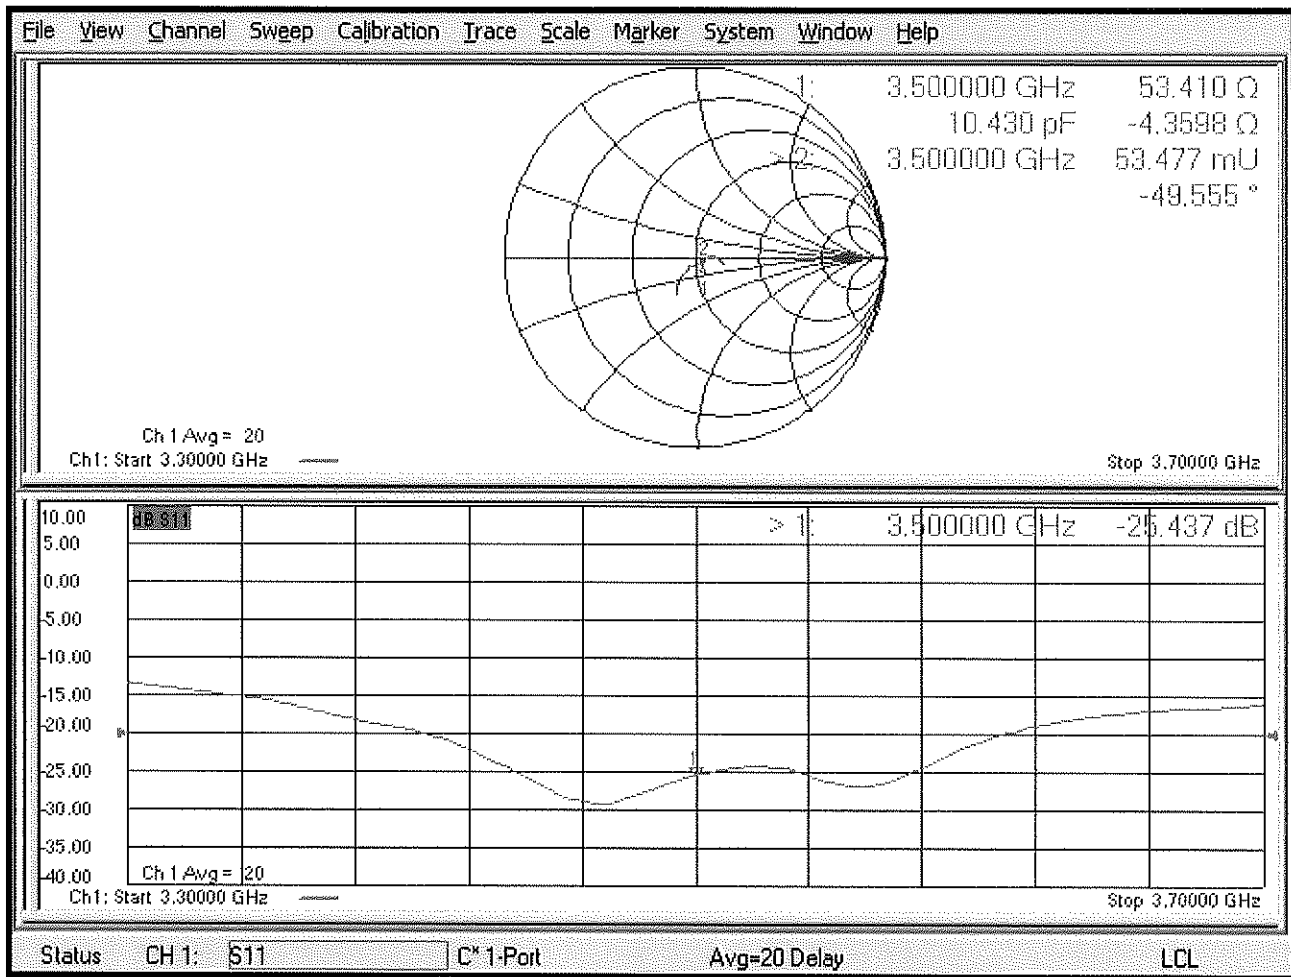 File View Channel Sweep Calibration Trace Scale Marker System Window Help
1: 3.500000 GHz 53.410 Ω
10.430 pF -4.3598 Ω
> 2: 3.500000 GHz 53.477 mU
-49.555 °
Ch 1 Avg = 20
Ch1: Start 3.30000 GHz Stop 3.70000 GHz
10.00 dB S11 > 1: 3.500000 GHz -25.437 dB
5.00
0.00
-5.00
-10.00
-15.00
-20.00
-25.00
-30.00
-35.00
-40.00
1
Ch 1 Avg = 20
Ch1: Start 3.30000 GHz Stop 3.70000 GHz
Status CH 1: S11 C* 1-Port Avg=20 Delay LCL